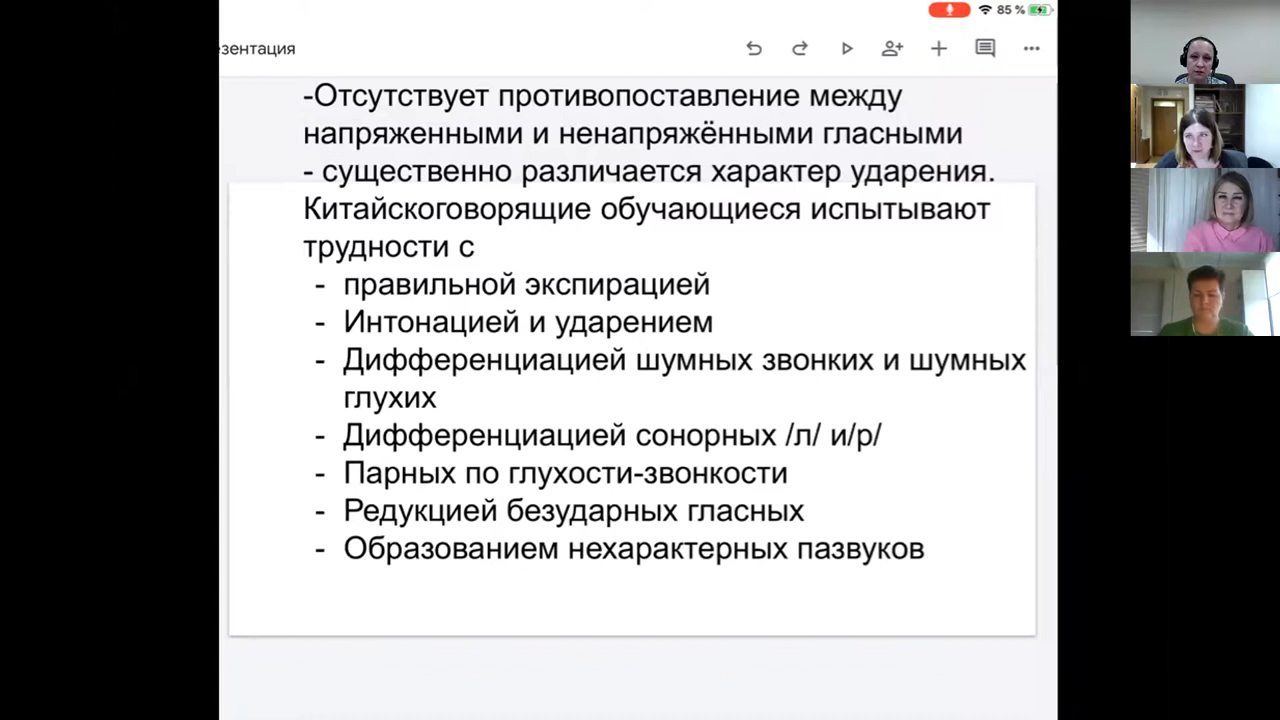 85 %
езентация
-Отсутствует противопоставление между
напряженными и ненапряжёнными гласными
- существенно различается характер ударения.
Китайскоговорящие обучающиеся испытывают
трудности с
- правильной экспирацией
- Интонацией и ударением
- Дифференциацией шумных звонких и шумных
глухих
- Дифференциацией сонорных /л/ и/р/
- Парных по глухости-звонкости
- Редукцией безударных гласных
- Образованием нехарактерных пазвуков